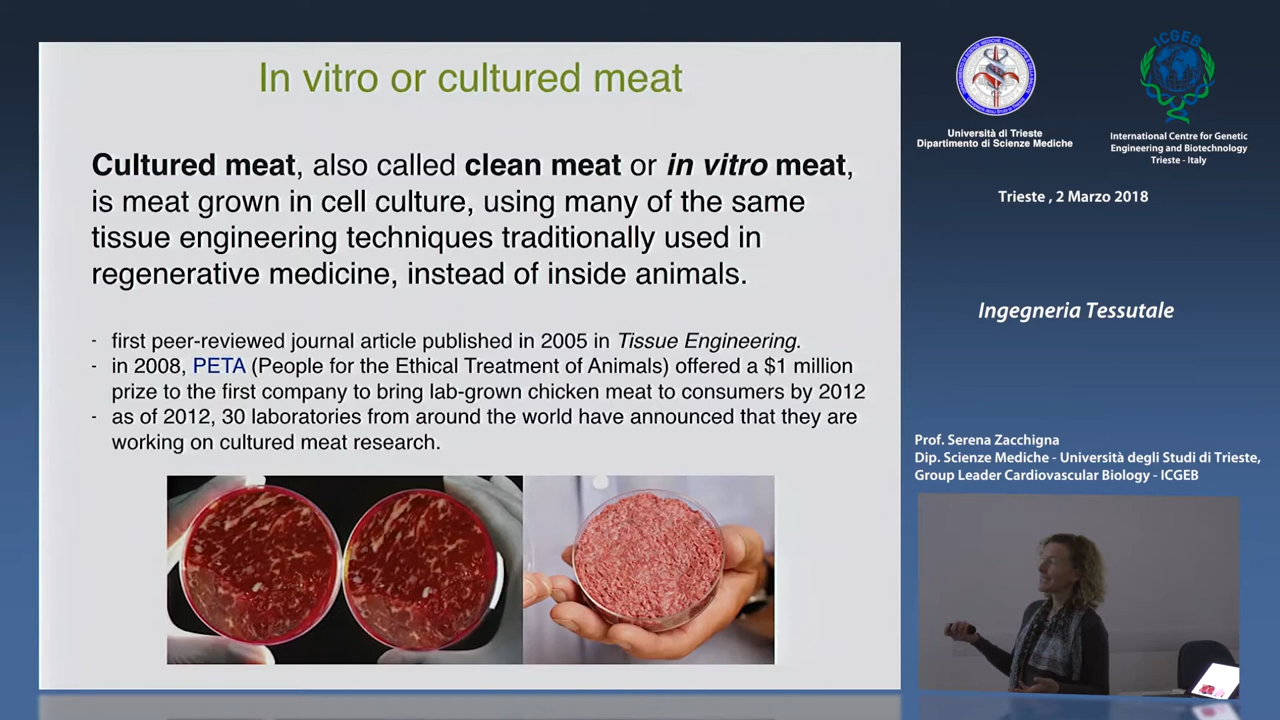 In vitro or cultured meat
Cultured meat, also called clean meat or in vitro meat,
is meat grown in cell culture, using many of the same
tissue engineering techniques traditionally used in
regenerative medicine, instead of inside animals.
- first peer-reviewed journal article published in 2005 in Tissue Engineering.
- in 2008, PETA (People for the Ethical Treatment of Animals) offered a $1 million
prize to the first company to bring lab-grown chicken meat to consumers by 2012
- as of 2012, 30 laboratories from around the world have announced that they are
working on cultured meat research.
Università di Trieste
Dipartimento di Scienze Mediche
ICGEB
International Centre for Genetic
Engineering and Biotechnology
Trieste - Italy
Trieste , 2 Marzo 2018
Ingegneria Tessutale
Prof. Serena Zacchigna
Dip. Scienze Mediche - Università degli Studi di Trieste,
Group Leader Cardiovascular Biology - ICGEB